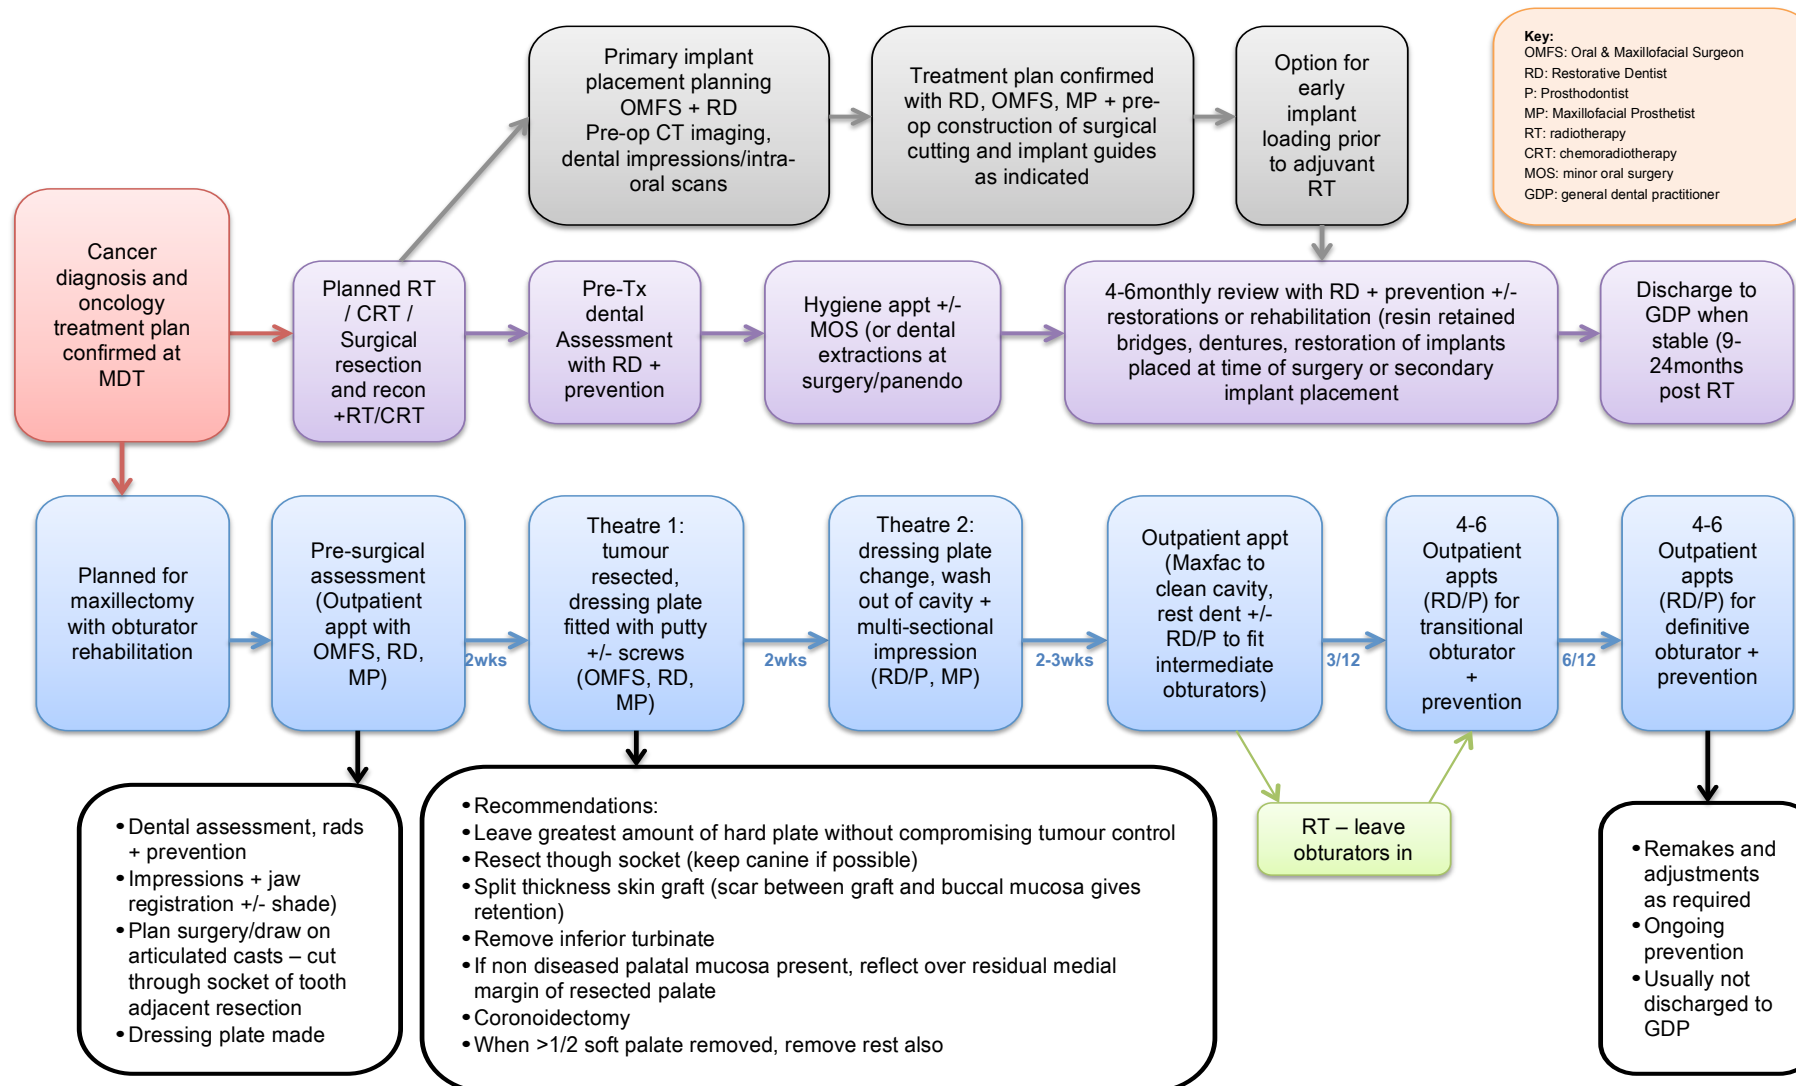 Primary implant
placement planning
OMFS + RD
Pre-op CT imaging,
dental impressions/intra-
oral scans
Treatment plan confirmed
with RD, OMFS, MP + pre-
op construction of surgical
cutting and implant guides
as indicated
Option for
early
implant
loading prior
to adjuvant
RT
Key:
OMFS: Oral & Maxillofacial Surgeon
RD: Restorative Dentist
P: Prosthodontist
MP: Maxillofacial Prosthetist
RT: radiotherapy
CRT: chemoradiotherapy
MOS: minor oral surgery
GDP: general dental practitioner
Cancer
diagnosis and
oncology
treatment plan
confirmed at
MDT
Planned RT
/ CRT /
Surgical
resection
and recon
+RT/CRT
Pre-Tx
dental
Assessment
with RD +
prevention
Hygiene appt +/-
MOS (or dental
extractions at
surgery/panendo
4-6monthly review with RD + prevention +/-
restorations or rehabilitation (resin retained
bridges, dentures, restoration of implants
placed at time of surgery or secondary
implant placement
Discharge to
GDP when
stable (9-
24months
post RT
Planned for
maxillectomy
with obturator
rehabilitation
Pre-surgical
assessment
(Outpatient
appt with
OMFS, RD,
MP)
2wks
Theatre 1:
tumour
resected,
dressing plate
fitted with putty
+/- screws
(OMFS, RD,
MP)
2wks
Theatre 2:
dressing plate
change, wash
out of cavity +
multi-sectional
impression
(RD/P, MP)
2-3wks
Outpatient appt
(Maxfac to
clean cavity,
rest dent +/-
RD/P to fit
intermediate
obturators)
3/12
4-6
Outpatient
appts
(RD/P) for
transitional
obturator
+
prevention
6/12
4-6
Outpatient
appts
(RD/P) for
definitive
obturator +
prevention
• Dental assessment, rads
+ prevention
• Impressions + jaw
registration +/- shade)
• Plan surgery/draw on
articulated casts – cut
through socket of tooth
adjacent resection
• Dressing plate made
• Recommendations:
• Leave greatest amount of hard plate without compromising tumour control
• Resect though socket (keep canine if possible)
• Split thickness skin graft (scar between graft and buccal mucosa gives
retention)
• Remove inferior turbinate
• If non diseased palatal mucosa present, reflect over residual medial
margin of resected palate
• Coronoidectomy
• When >1/2 soft palate removed, remove rest also
RT – leave
obturators in
• Remakes and
adjustments
as required
• Ongoing
prevention
• Usually not
discharged to
GDP